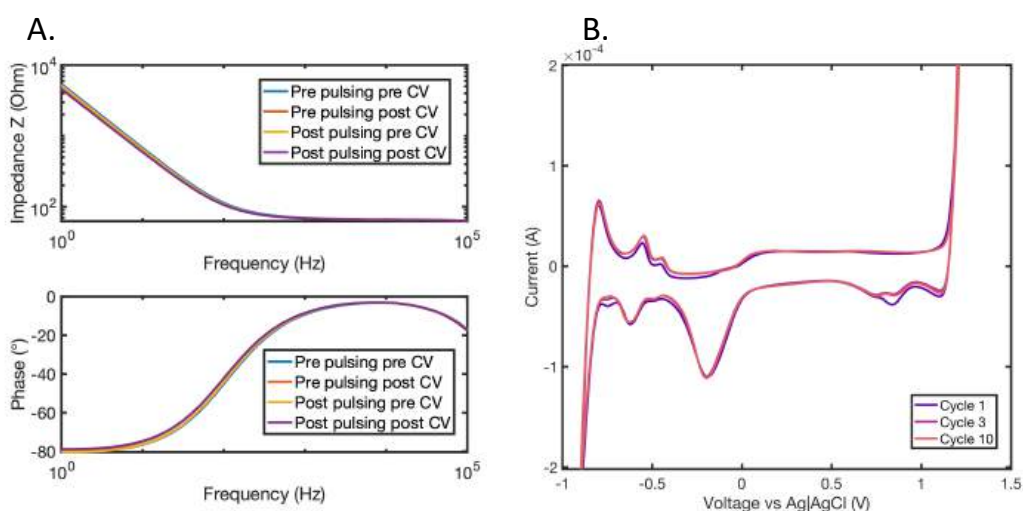 A.
10^4
10^2
Impedance Z (Ohm)
Pre pulsing pre CV
Pre pulsing post CV
Post pulsing pre CV
Post pulsing post CV
10^0
10^5
Frequency (Hz)
0
-20
-40
-60
-80
Phase (°)
Pre pulsing pre CV
Pre pulsing post CV
Post pulsing pre CV
Post pulsing post CV
10^0
10^5
Frequency (Hz)
B.
×10^-4
2
1
0
-1
-2
Current (A)
Cycle 1
Cycle 3
Cycle 10
-1
-0.5
0
0.5
1
1.5
Voltage vs Ag|AgCl (V)